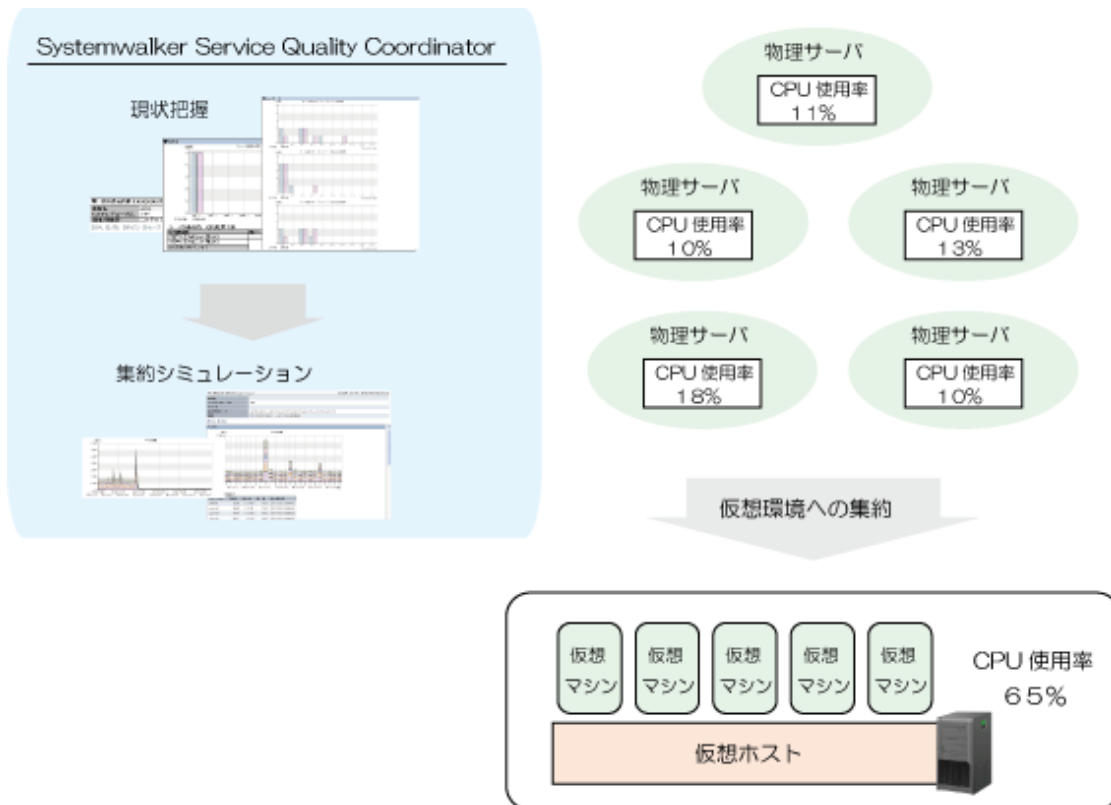 Systemwalker Service Quality Coordinator
現状把握
集約シミュレーション
物理サーバ
CPU 使用率
11%
物理サーバ
CPU 使用率
10%
物理サーバ
CPU 使用率
13%
物理サーバ
CPU 使用率
18%
物理サーバ
CPU 使用率
10%
仮想環境への集約
仮想
マシン
仮想
マシン
仮想
マシン
仮想
マシン
仮想
マシン
CPU 使用率
65%
仮想ホスト